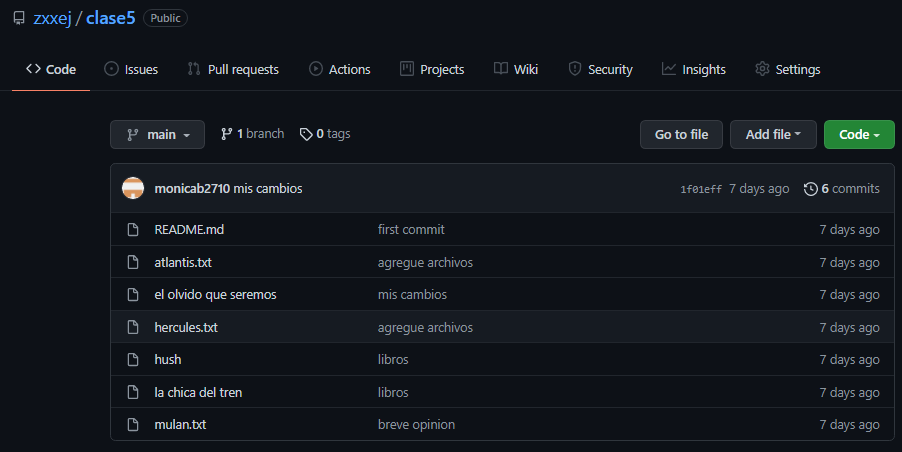 zxxej / clase5 Public
Code Issues Pull requests Actions Projects Wiki Security Insights Settings
main 1 branch 0 tags Go to file Add file Code
monicab2710 mis cambios 1f01eff 7 days ago 6 commits
README.md first commit 7 days ago
atlantis.txt agregue archivos 7 days ago
el olvido que seremos mis cambios 7 days ago
hercules.txt agregue archivos 7 days ago
hush libros 7 days ago
la chica del tren libros 7 days ago
mulan.txt breve opinion 7 days ago